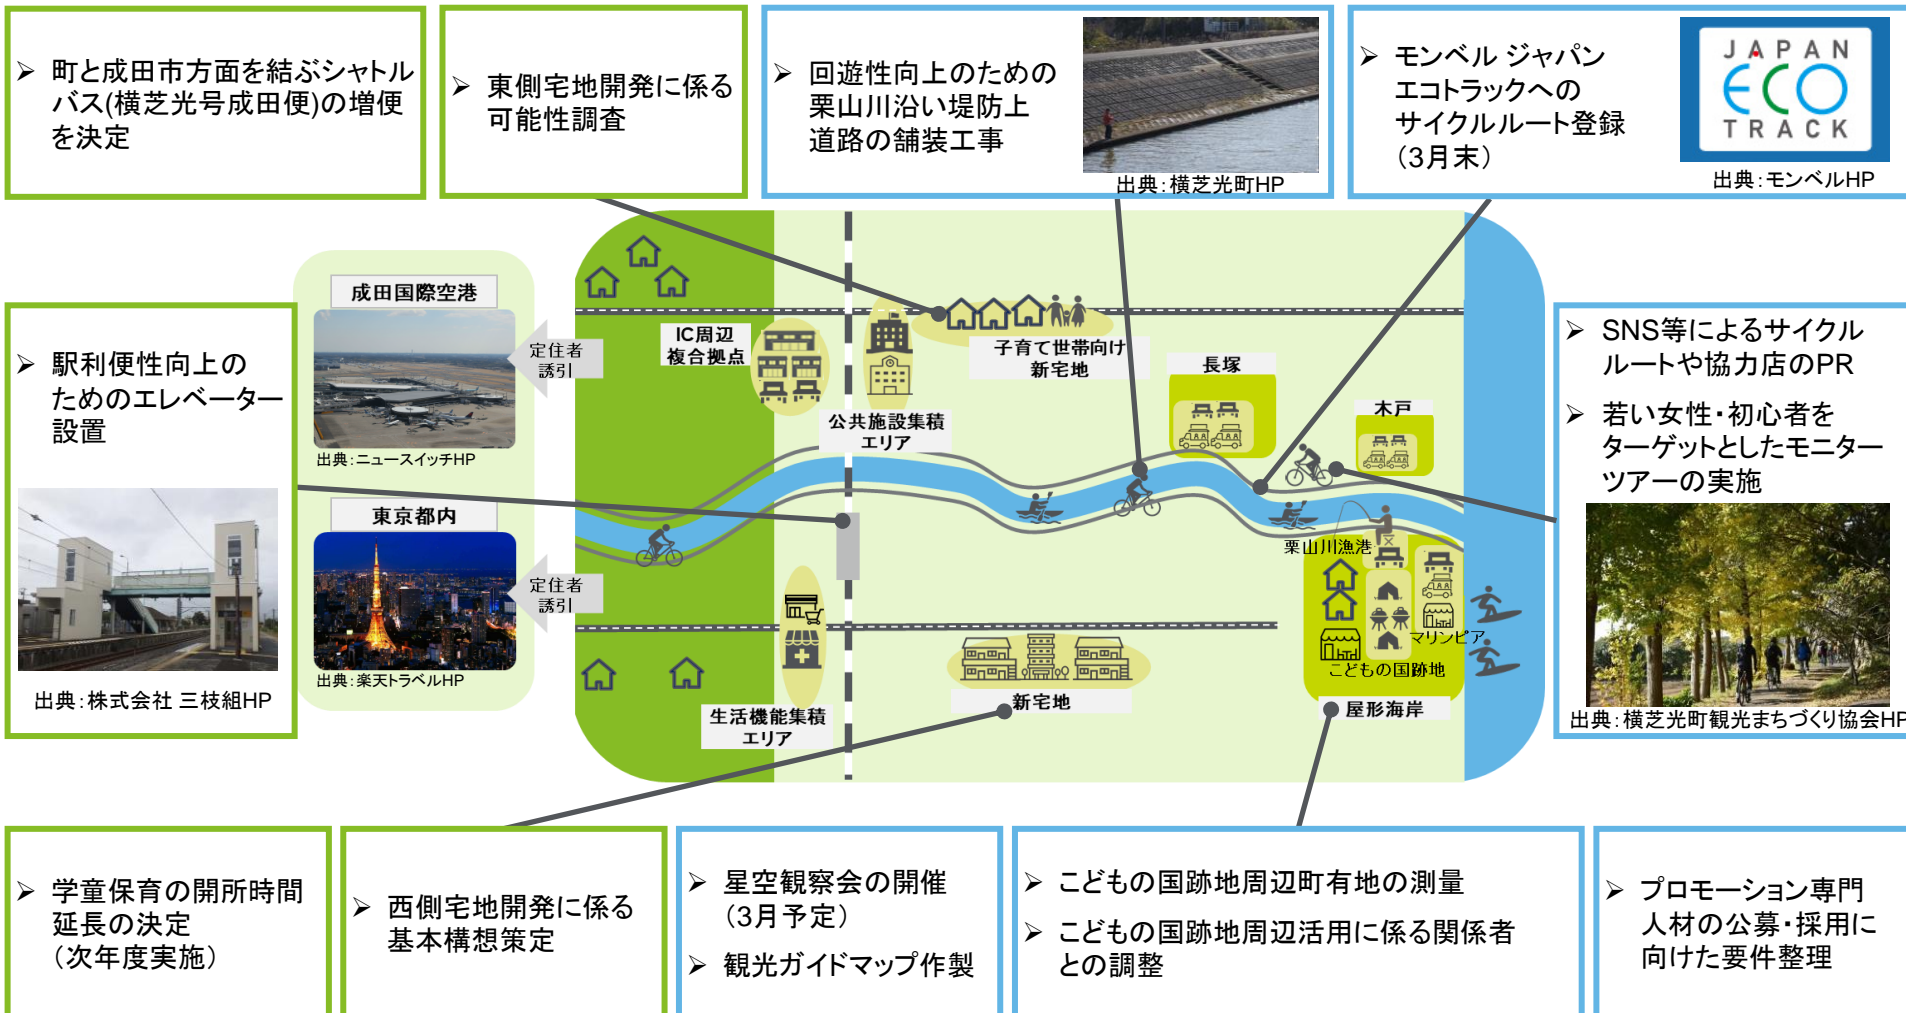 ➢ 町と成田市方面を結ぶシャトル
バス(横芝光号成田便)の増便
を決定
➢ 東側宅地開発に係る
可能性調査
➢ 回遊性向上のための
栗山川沿い堤防上
道路の舗装工事
出典：横芝光町HP
➢ モンベル ジャパン
エコトラックへの
サイクルルート登録
（3月末）
JAPAN
ECO
TRACK
出典：モンベルHP
➢ 駅利便性向上の
ためのエレベーター
設置
出典：株式会社 三枝組HP
成田国際空港
出典：ニュースイッチHP
定住者
誘引
東京都内
出典：楽天トラベルHP
定住者
誘引
IC周辺
複合拠点
公共施設集積
エリア
子育て世帯向け
新宅地
長塚
木戸
栗山川漁港
マリンピア
こどもの国跡地
屋形海岸
新宅地
生活機能集積
エリア
➢ SNS等によるサイクル
ルートや協力店のPR
➢ 若い女性・初心者を
ターゲットとしたモニター
ツアーの実施
出典：横芝光町観光まちづくり協会HP
➢ 学童保育の開所時間
延長の決定
（次年度実施）
➢ 西側宅地開発に係る
基本構想策定
➢ 星空観察会の開催
（3月予定）
➢ 観光ガイドマップ作製
➢ こどもの国跡地周辺町有地の測量
➢ こどもの国跡地周辺活用に係る関係者
との調整
➢ プロモーション専門
人材の公募・採用に
向けた要件整理